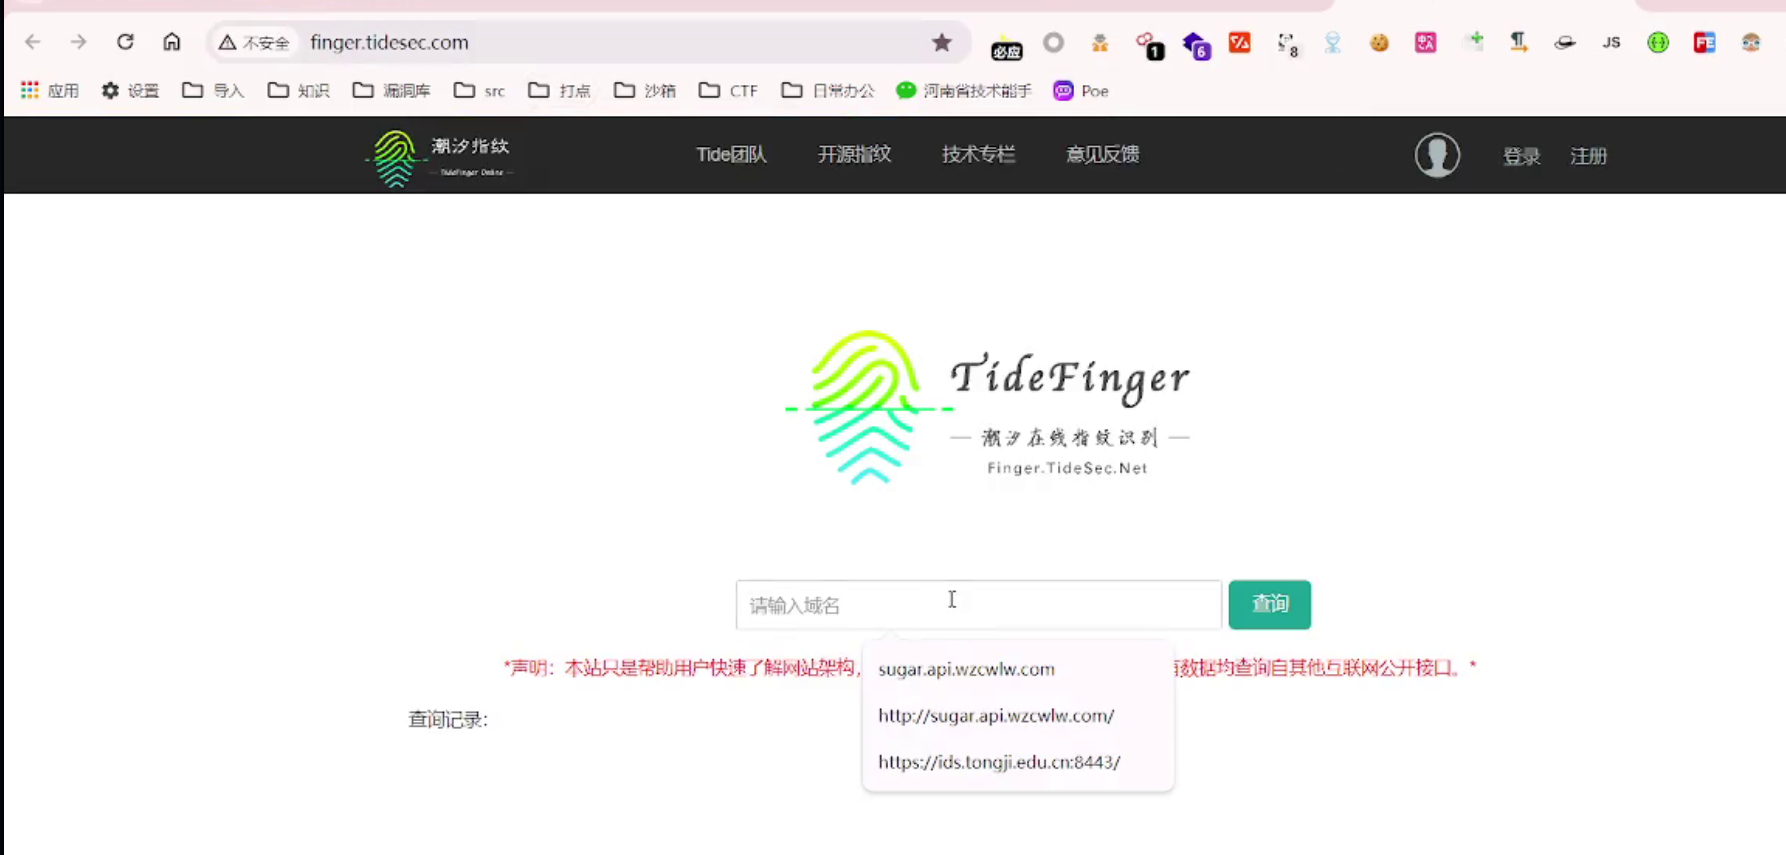 不安全 finger.tidesec.com
必应 1 6 8 JS FE
应用 设置 导入 知识 漏洞库 src 打点 沙箱 CTF 日常办公 河南省技术能手 Poe
潮汐指纹
TideFinger Online
Tide团队 开源指纹 技术专栏 意见反馈 登录 注册
TideFinger
潮汐在线指纹识别
Finger.TideSec.Net
请输入域名 查询
*声明：本站只是帮助用户快速了解网站架构, 数据均查询自其他互联网公开接口。*
sugar.api.wzcwlw.com
查询记录:
http://sugar.api.wzcwlw.com/
https://ids.tongji.edu.cn:8443/